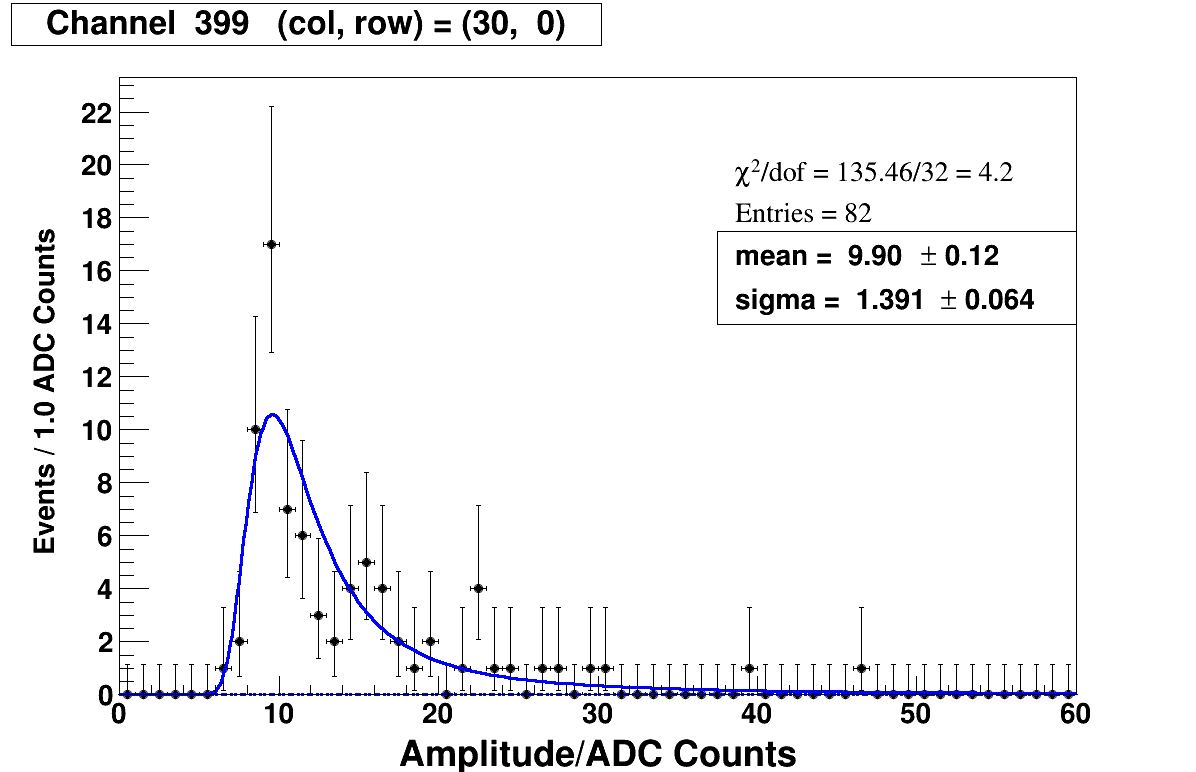 Channel 399 (col, row) = (30, 0)
22
20
18
16
14
12
10
8
6
4
2
0
Events / 1.0 ADC Counts
χ²/dof = 135.46/32 = 4.2
Entries = 82
mean = 9.90 ± 0.12
sigma = 1.391 ± 0.064
0 10 20 30 40 50 60
Amplitude/ADC Counts